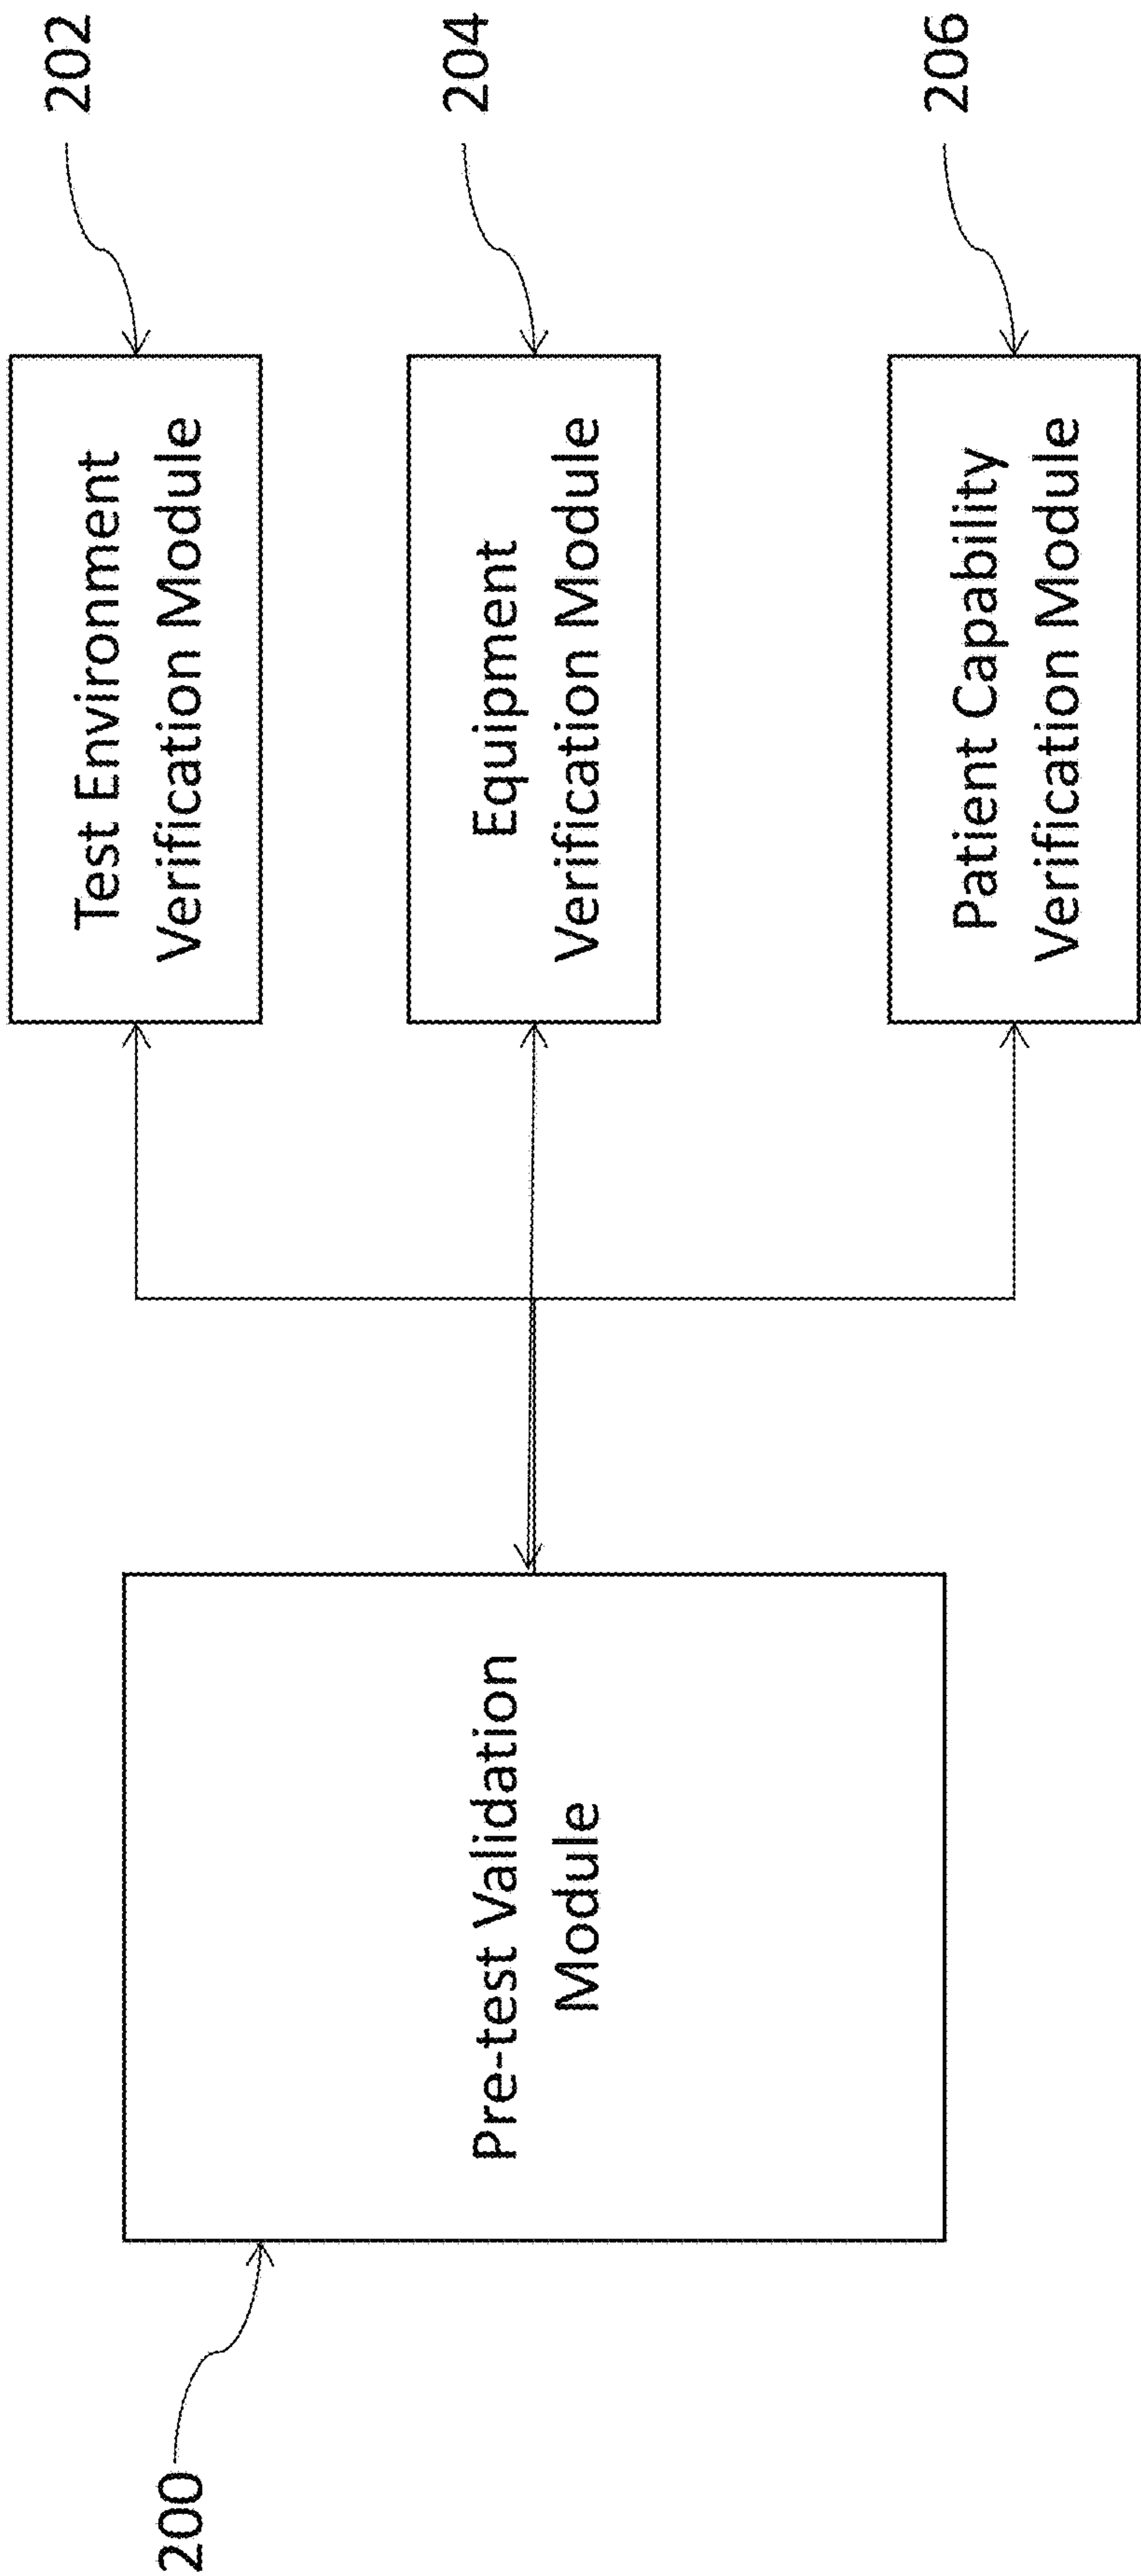 200
Pre-test Validation
Module
Test Environment
Verification Module
202
Equipment
Verification Module
204
Patient Capability
Verification Module
206